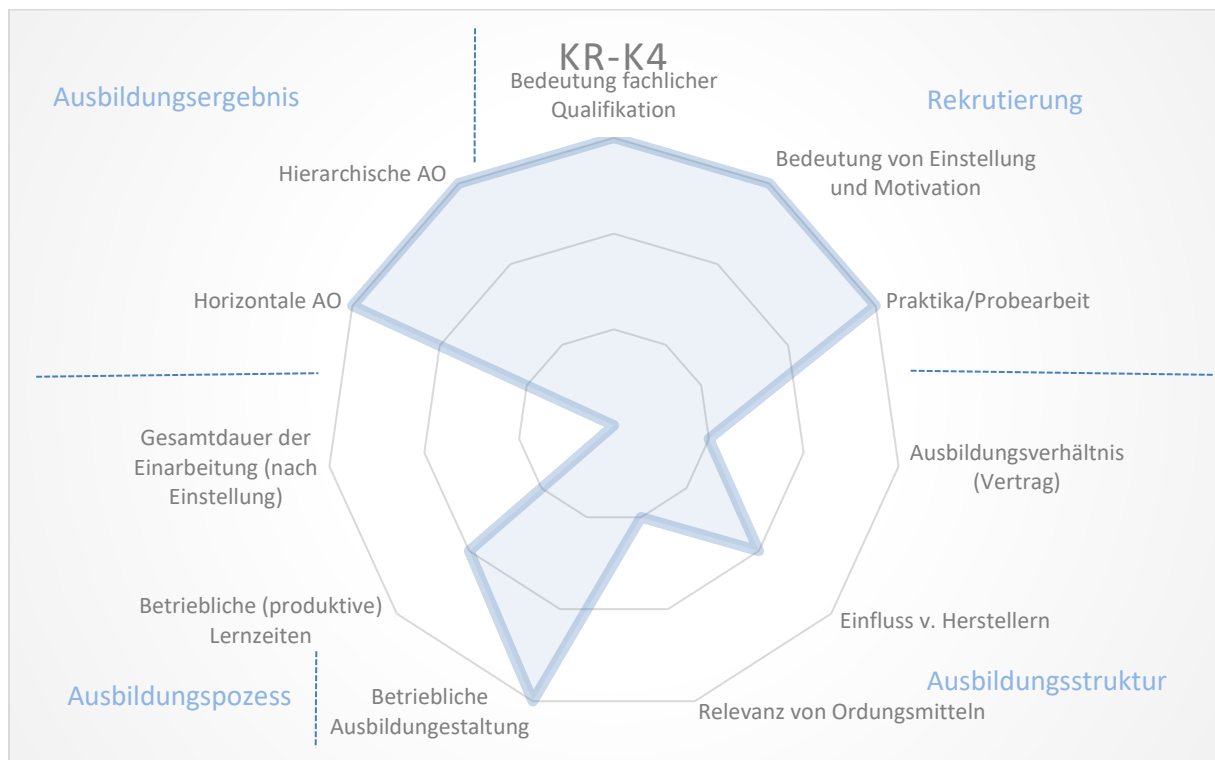 KR-K4
Bedeutung fachlicher
Qualifikation
Ausbildungsergebnis
Rekrutierung
Bedeutung von Einstellung
und Motivation
Hierarchische AO
Horizontale AO
Praktika/Probearbeit
Gesamtdauer der
Einarbeitung (nach
Einstellung)
Ausbildungsverhältnis
(Vertrag)
Betriebliche (produktive)
Lernzeiten
Einfluss v. Herstellern
Ausbildungspozess
Betriebliche
Ausbildungestaltung
Relevanz von Ordungsmitteln
Ausbildungsstruktur